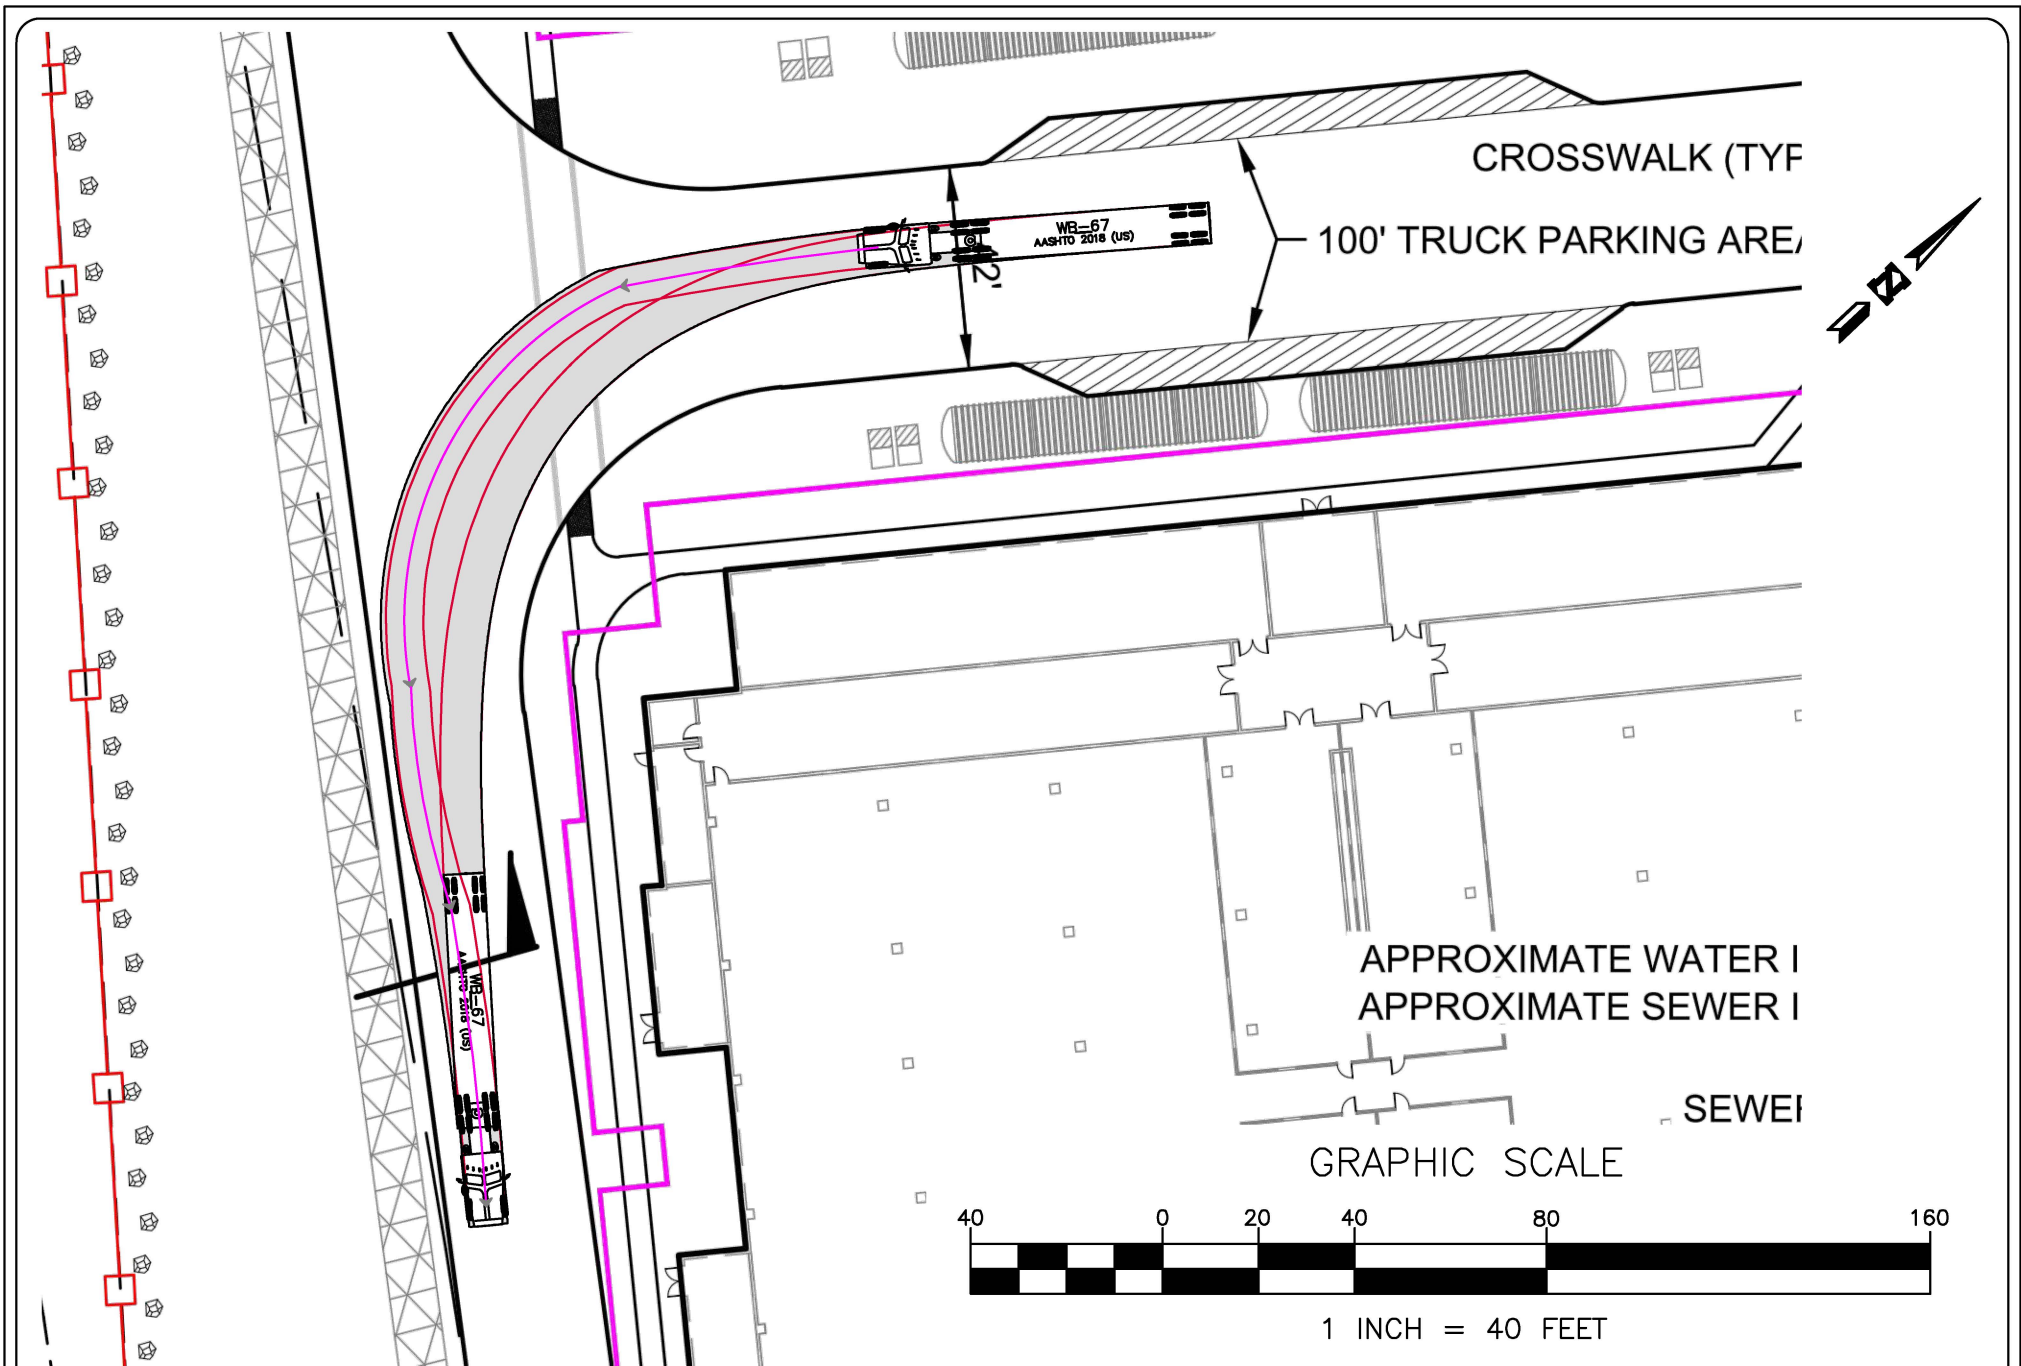 CROSSWALK (TYP
100' TRUCK PARKING AREA
WB-67
AASHTO 2018 (US)
2'
N
WB-67
AASHTO 2018 (US)
APPROXIMATE WATER
APPROXIMATE SEWER
SEWER
GRAPHIC SCALE
40 0 20 40 80 160
1 INCH = 40 FEET